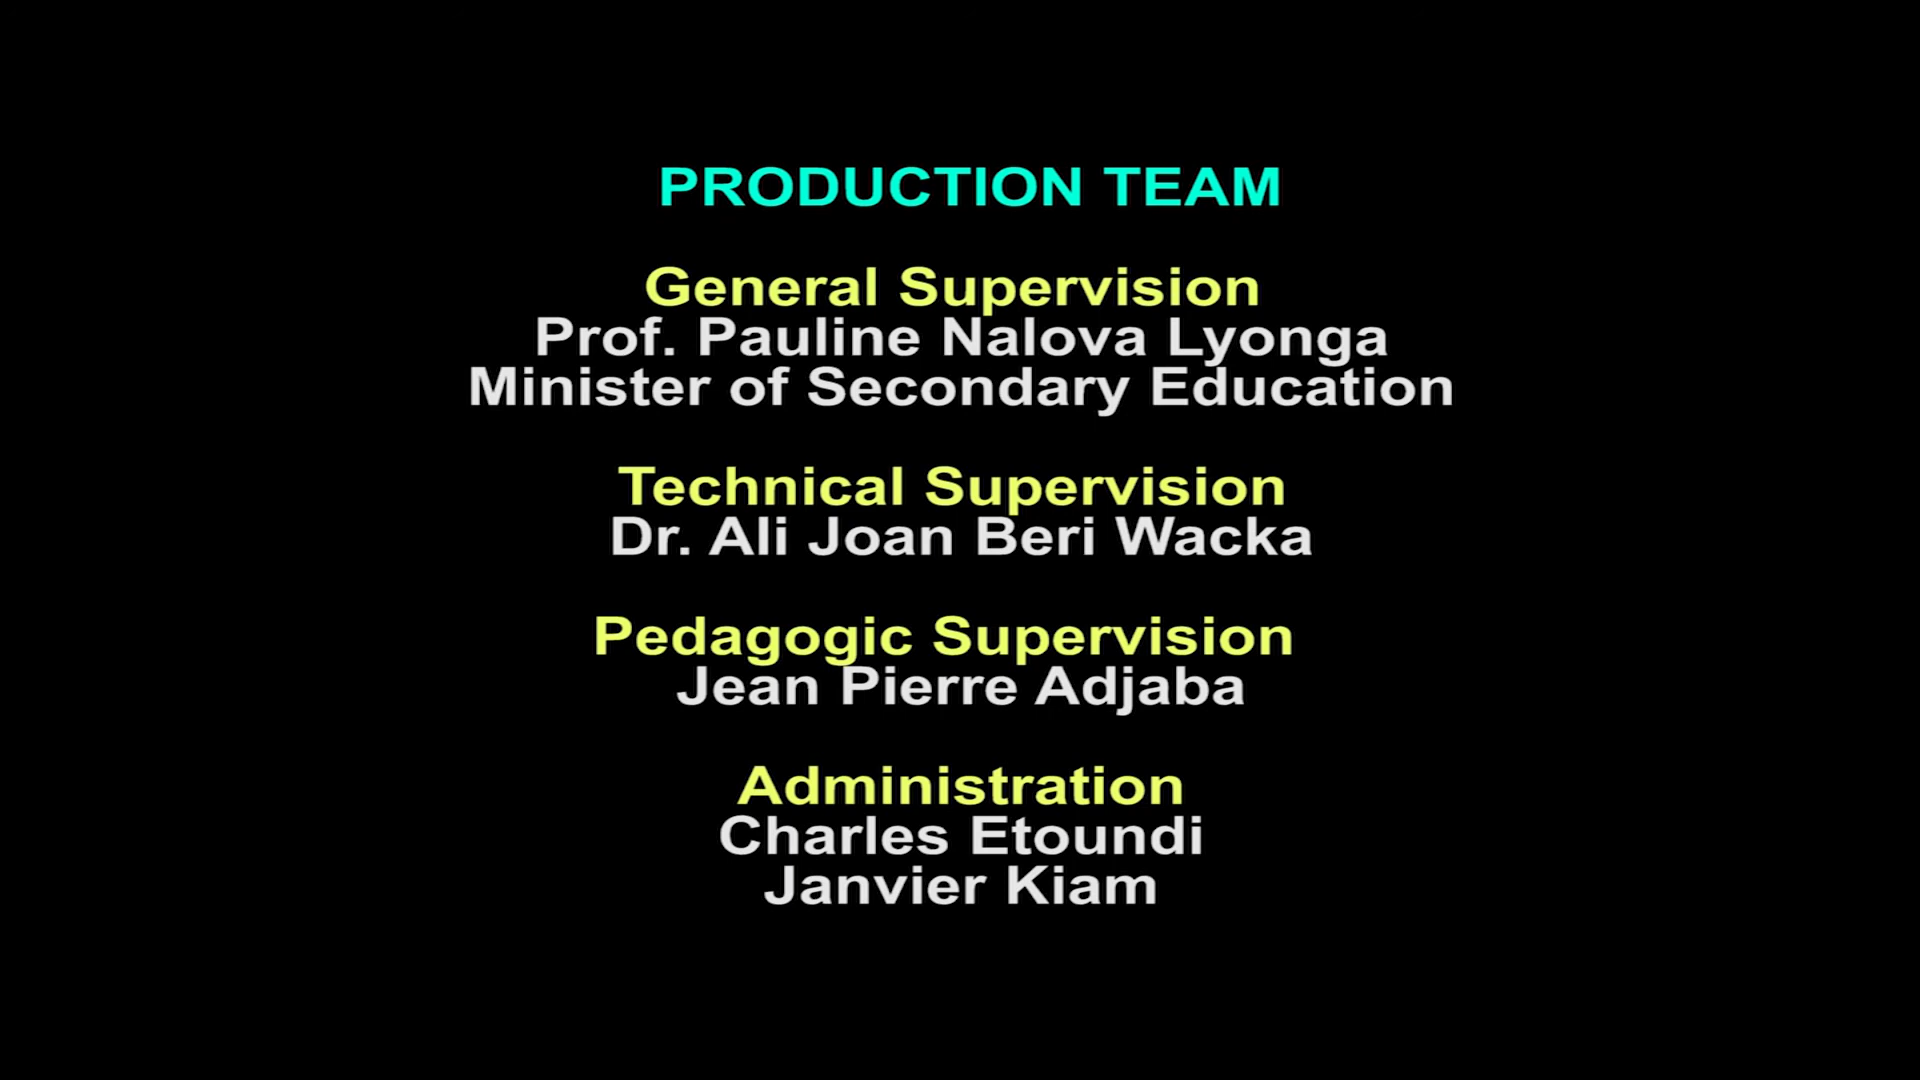 PRODUCTION TEAM
General Supervision
Prof. Pauline Nalova Lyonga
Minister of Secondary Education
Technical Supervision
Dr. Ali Joan Beri Wacka
Pedagogic Supervision
Jean Pierre Adjaba
Administration
Charles Etoundi
Janvier Kiam